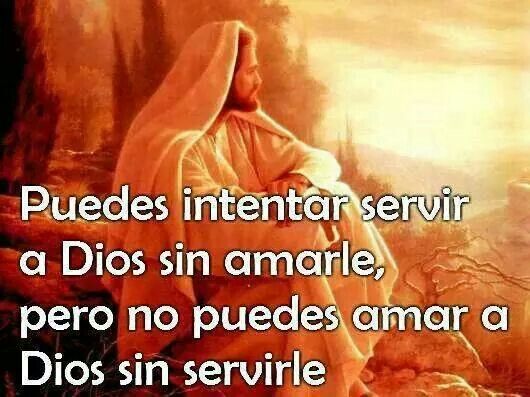 Puedes intentar servir
a Dios sin amarle,
pero no puedes amar a
Dios sin servirle